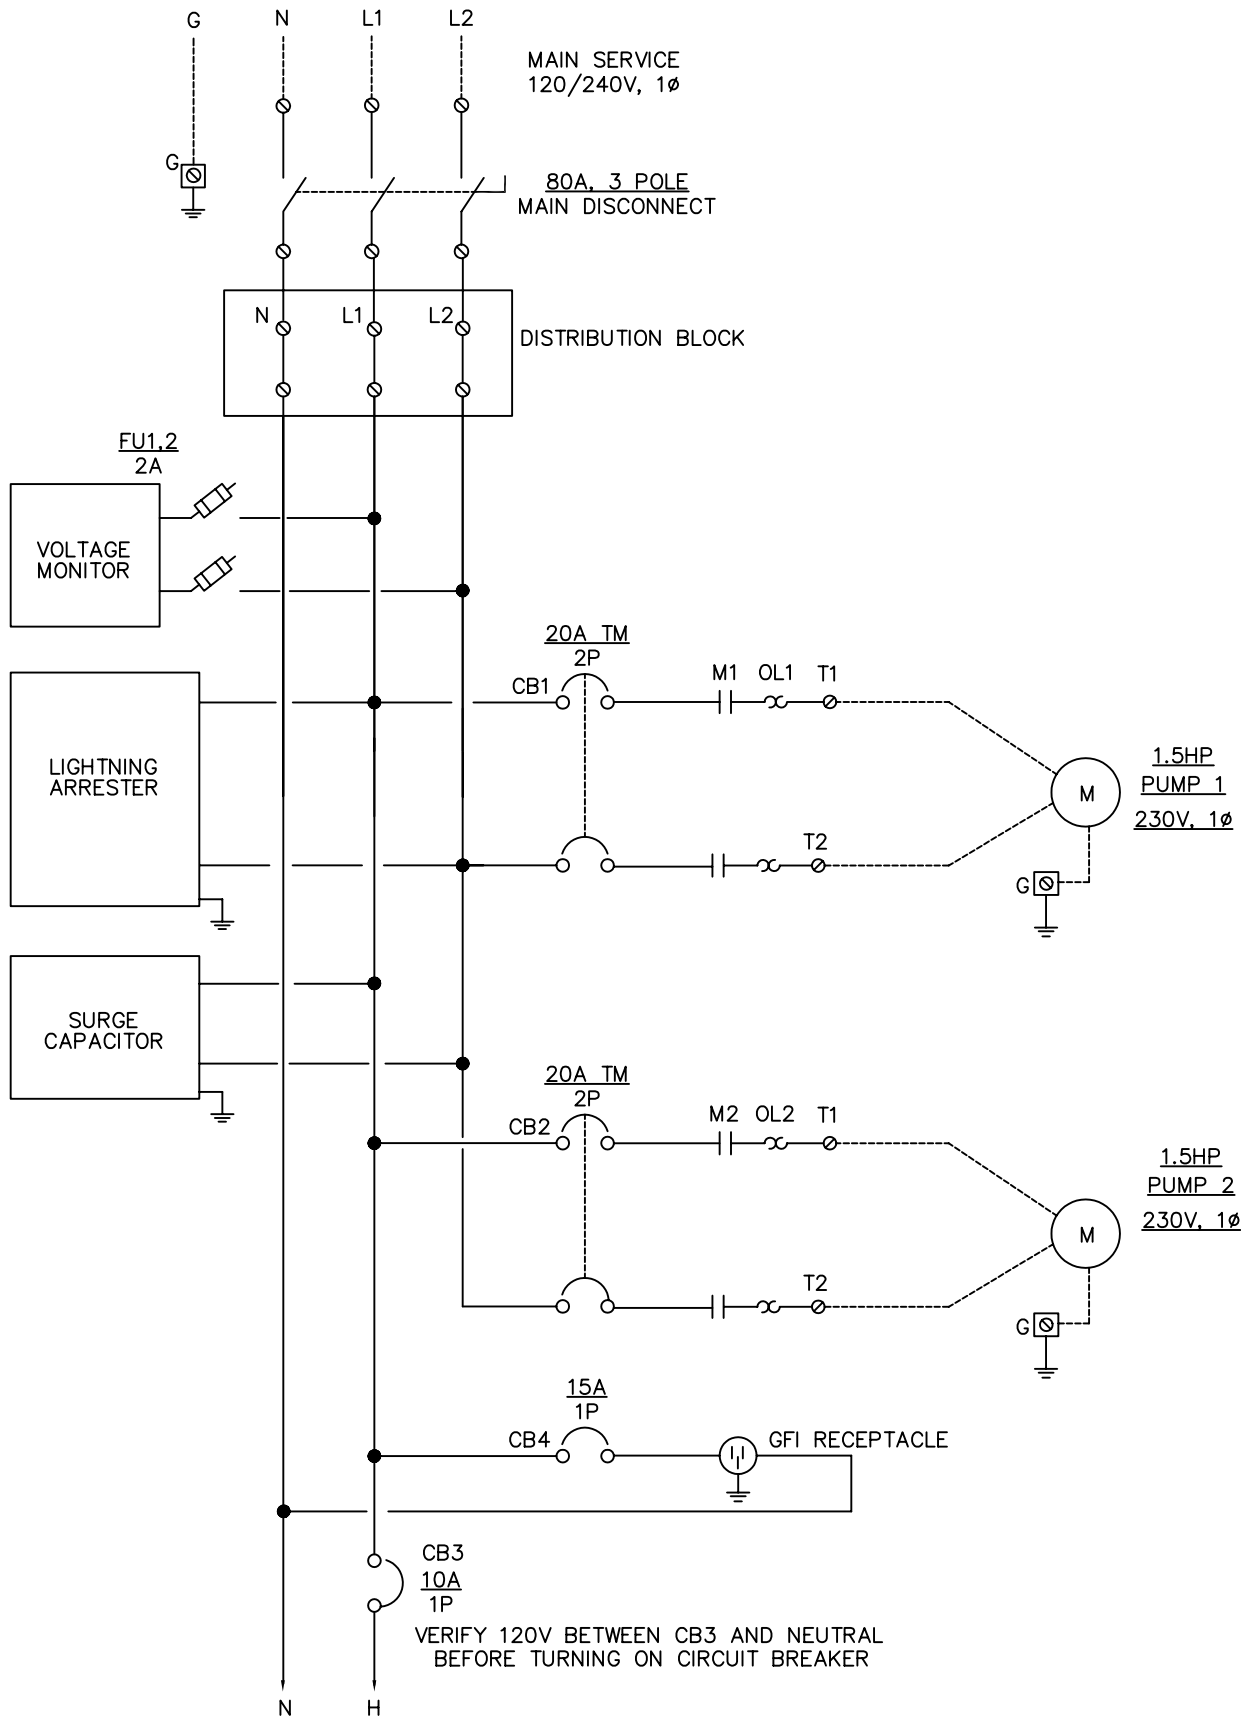 G
N
L1
L2
MAIN SERVICE
120/240V, 1ø
G
80A, 3 POLE
MAIN DISCONNECT
N
L1
L2
DISTRIBUTION BLOCK
FU1,2
2A
VOLTAGE
MONITOR
20A TM
2P
CB1
M1
OL1
T1
LIGHTNING
ARRESTER
1.5HP
PUMP 1
230V, 1ø
M
T2
G
SURGE
CAPACITOR
20A TM
2P
CB2
M2
OL2
T1
1.5HP
PUMP 2
230V, 1ø
M
T2
G
15A
1P
CB4
GFI RECEPTACLE
CB3
10A
1P
VERIFY 120V BETWEEN CB3 AND NEUTRAL
BEFORE TURNING ON CIRCUIT BREAKER
N
H